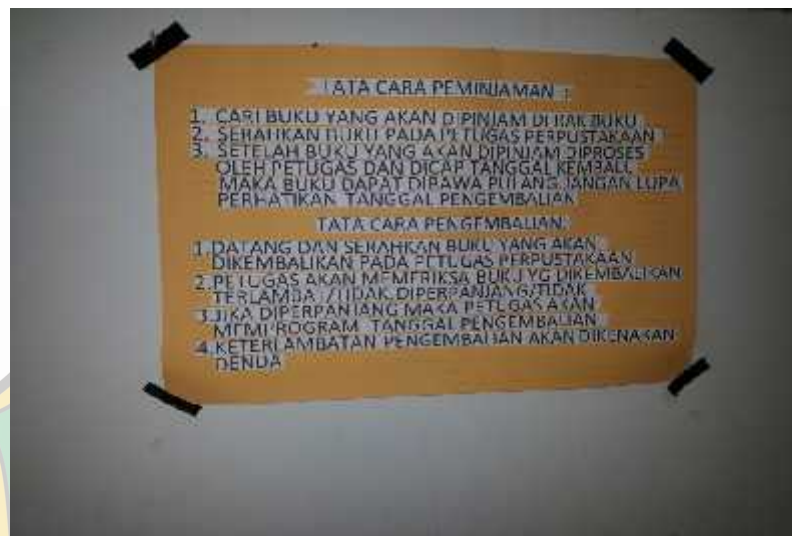 TATA CARA PEMINJAMAN :
1. CARI BUKU YANG AKAN DIPINJAM DI RAK BUKU
2. SERAHKAN BUKU PADA PETUGAS PERPUSTAKAAN
3. SETELAH BUKU YANG AKAN DIPINJAM DIPROSES
OLEH PETUGAS DAN DICAP TANGGAL KEMBALI,
MAKA BUKU DAPAT DIBAWA PULANG JANGAN LUPA
PERHATIKAN TANGGAL PENGEMBALIAN
TATA CARA PENGEMBALIAN:
1.DATANG DAN SERAHKAN BUKU YANG AKAN
DIKEMBALIKAN PADA PETUGAS PERPUSTAKAAN
2.PETUGAS AKAN MEMERIKSA BUKU YG DIKEMBALIKAN
TERLAMBAT/TIDAK, DIPERPANJANG/TIDAK
3.JIKA DIPERPANJANG MAKA PETUGAS AKAN
MEMPROGRAM TANGGAL PENGEMBALIAN
4.KETERLAMBATAN PENGEMBALIAN AKAN DIKENAKAN
DENDA